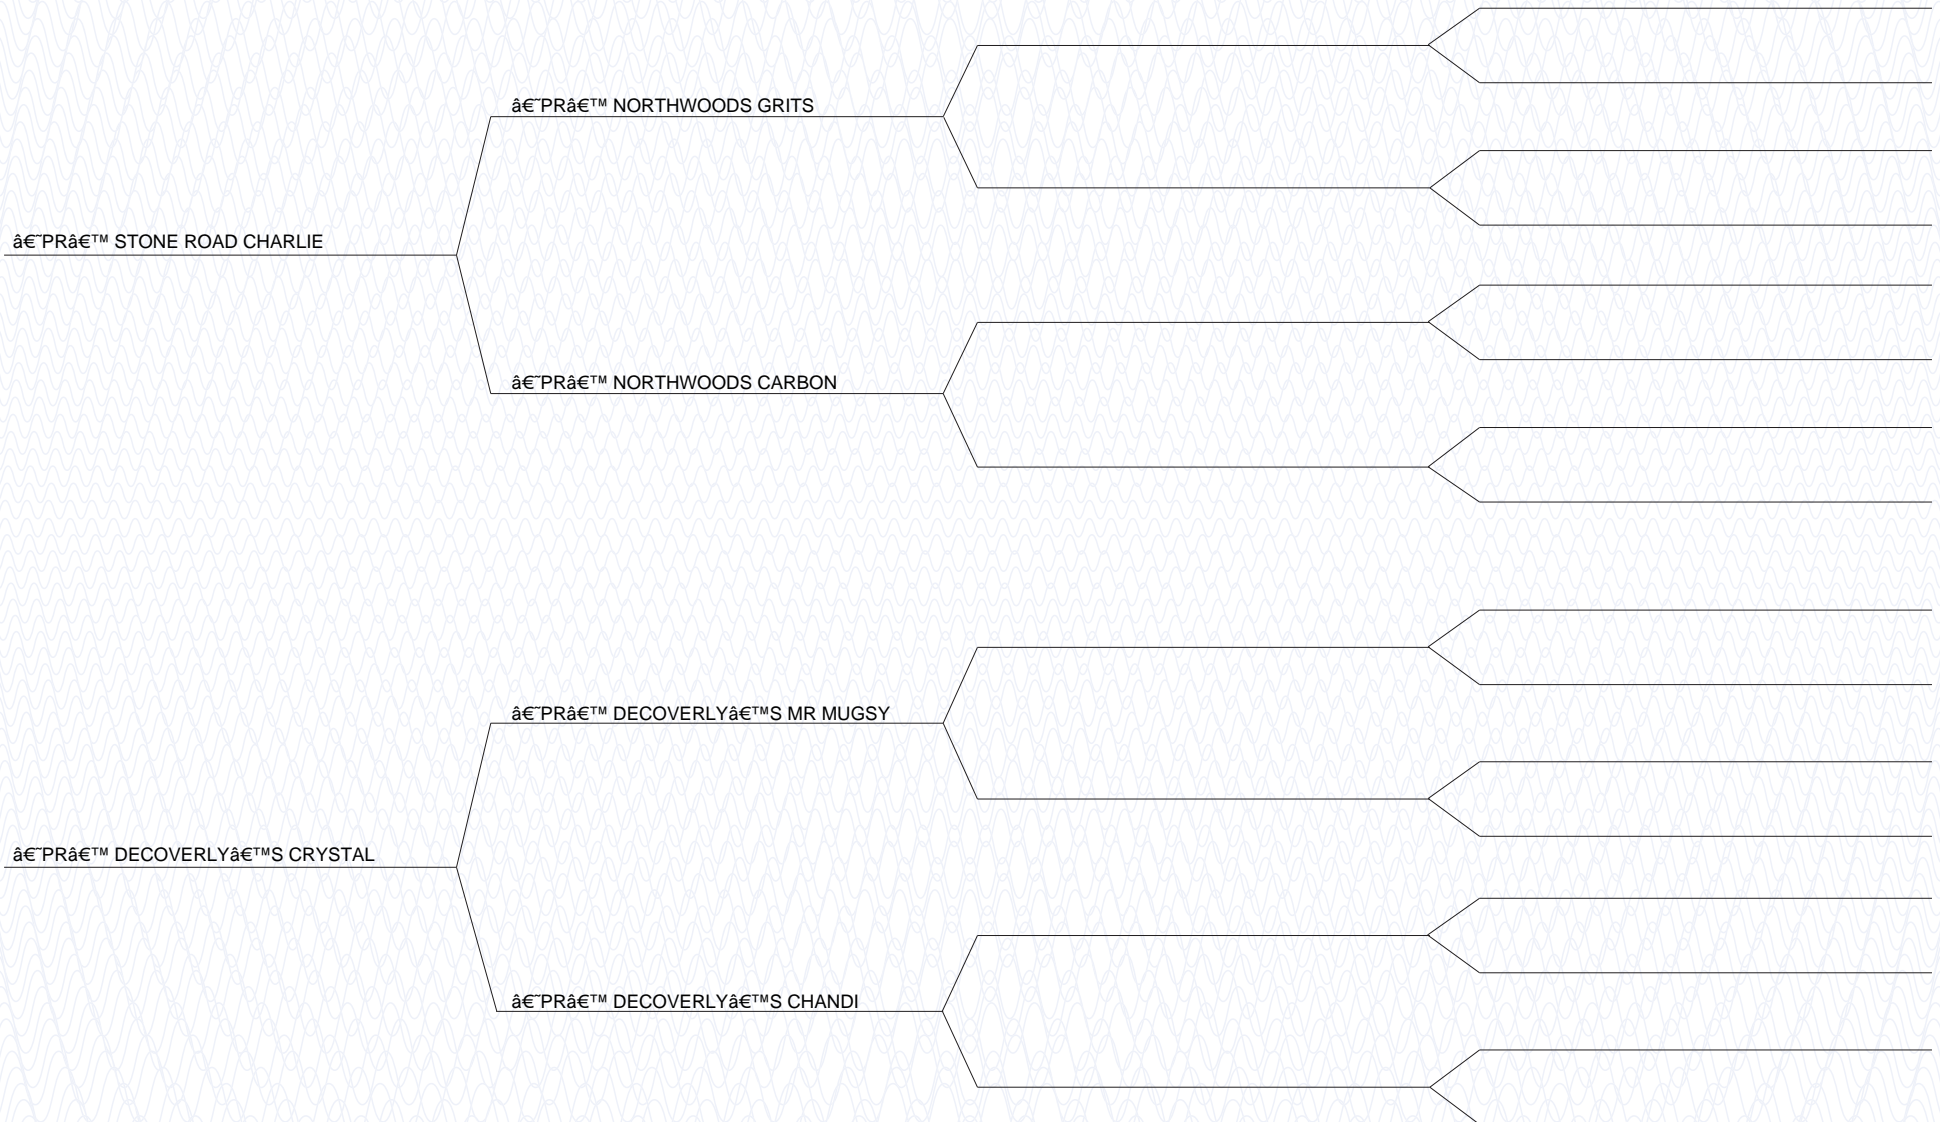 â€˜PRâ€™ NORTHWOODS GRITS
â€˜PRâ€™ STONE ROAD CHARLIE
â€˜PRâ€™ NORTHWOODS CARBON
â€˜PRâ€™ DECOVERLYâ€™S MR MUGSY
â€˜PRâ€™ DECOVERLYâ€™S CRYSTAL
â€˜PRâ€™ DECOVERLYâ€™S CHANDI